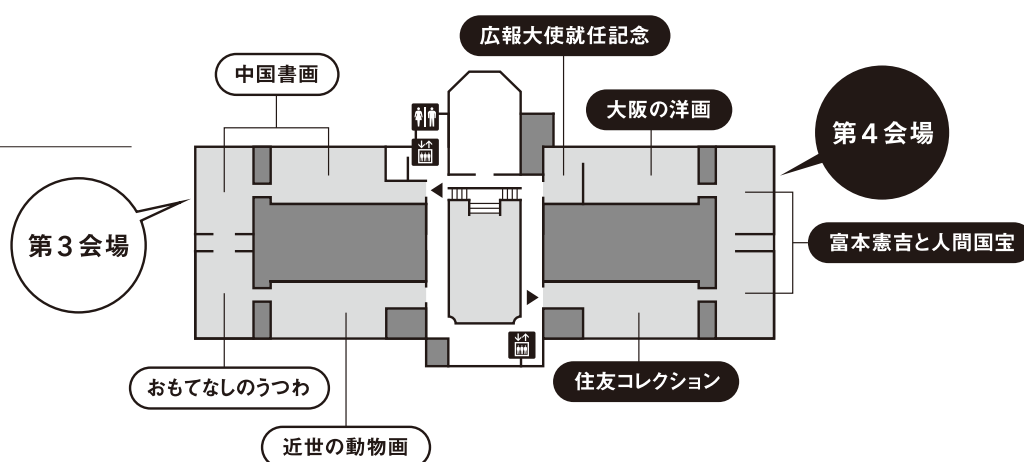 広報大使就任記念
中国書画
大阪の洋画
第4会場
第3会場
富本憲吉と人間国宝
おもてなしのうつわ
住友コレクション
近世の動物画